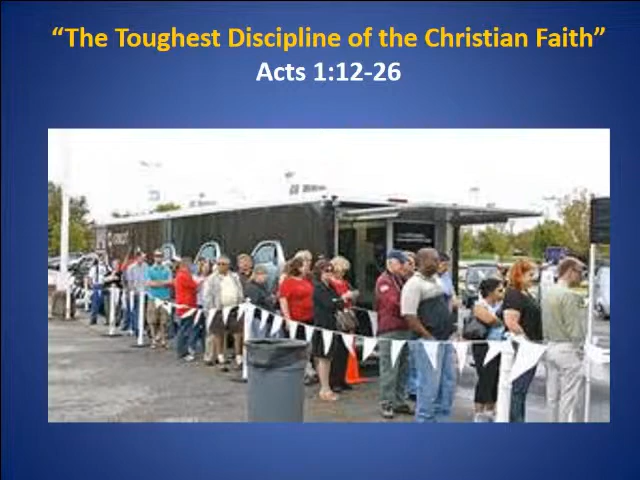 “The Toughest Discipline of the Christian Faith”
Acts 1:12-26